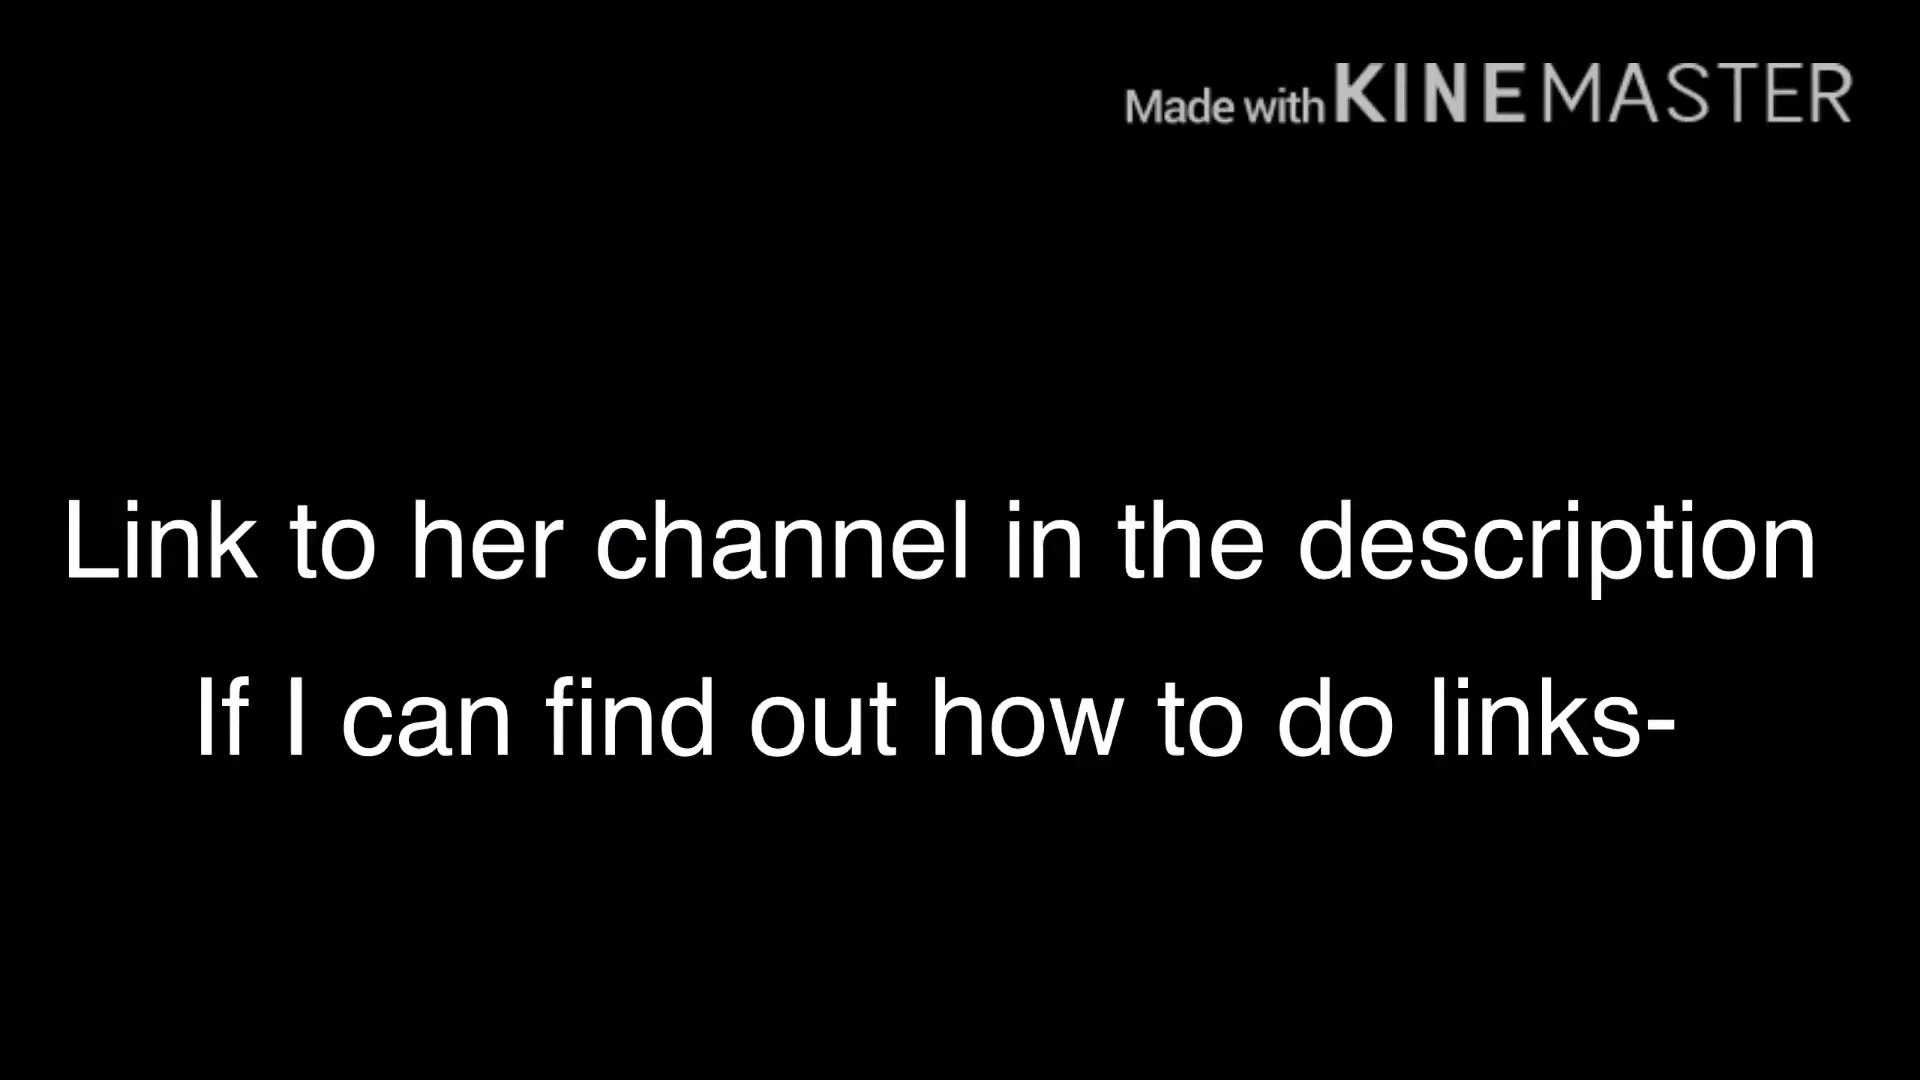 Made with KINEMASTER
Link to her channel in the description
If I can find out how to do links-